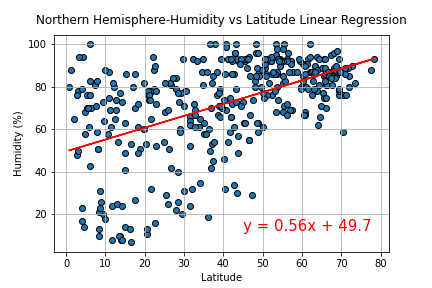 Northern Hemisphere-Humidity vs Latitude Linear Regression
100
80
60
40
20
Humidity (%)
y = 0.56x + 49.7
0 10 20 30 40 50 60 70 80
Latitude